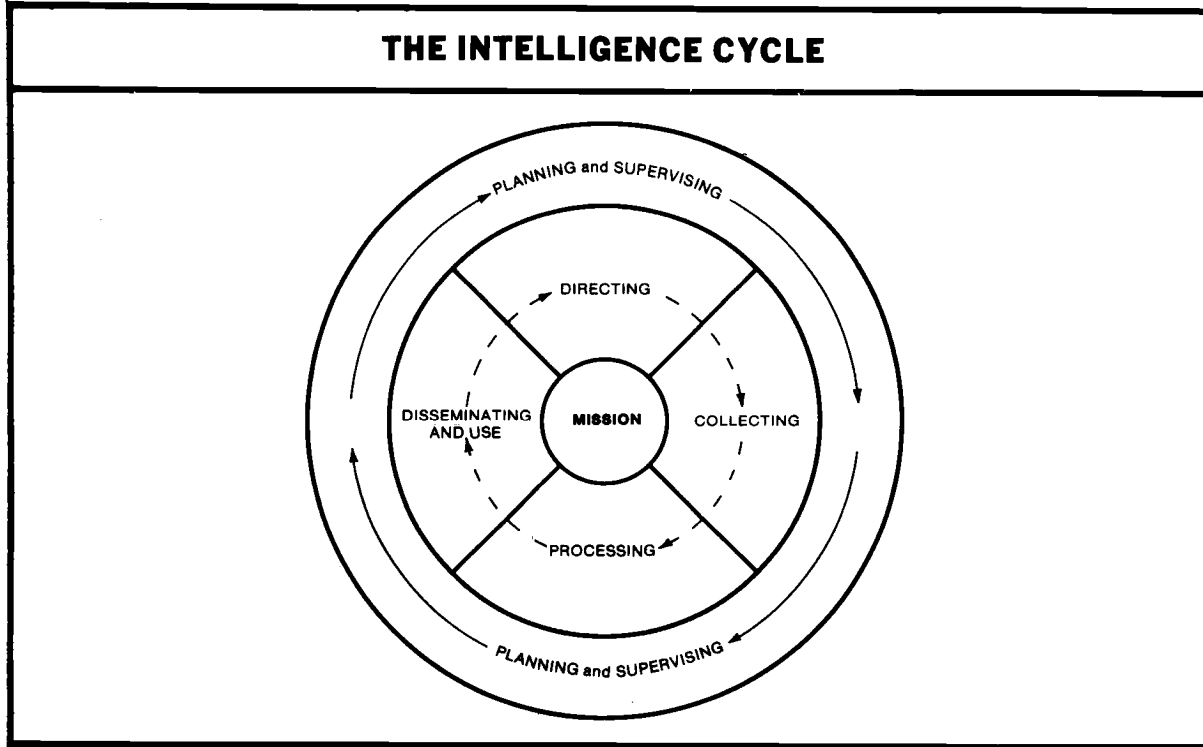 THE INTELLIGENCE CYCLE
PLANNING and SUPERVISING
DIRECTING
DISSEMINATING
AND USE
MISSION
COLLECTING
PROCESSING
PLANNING and SUPERVISING